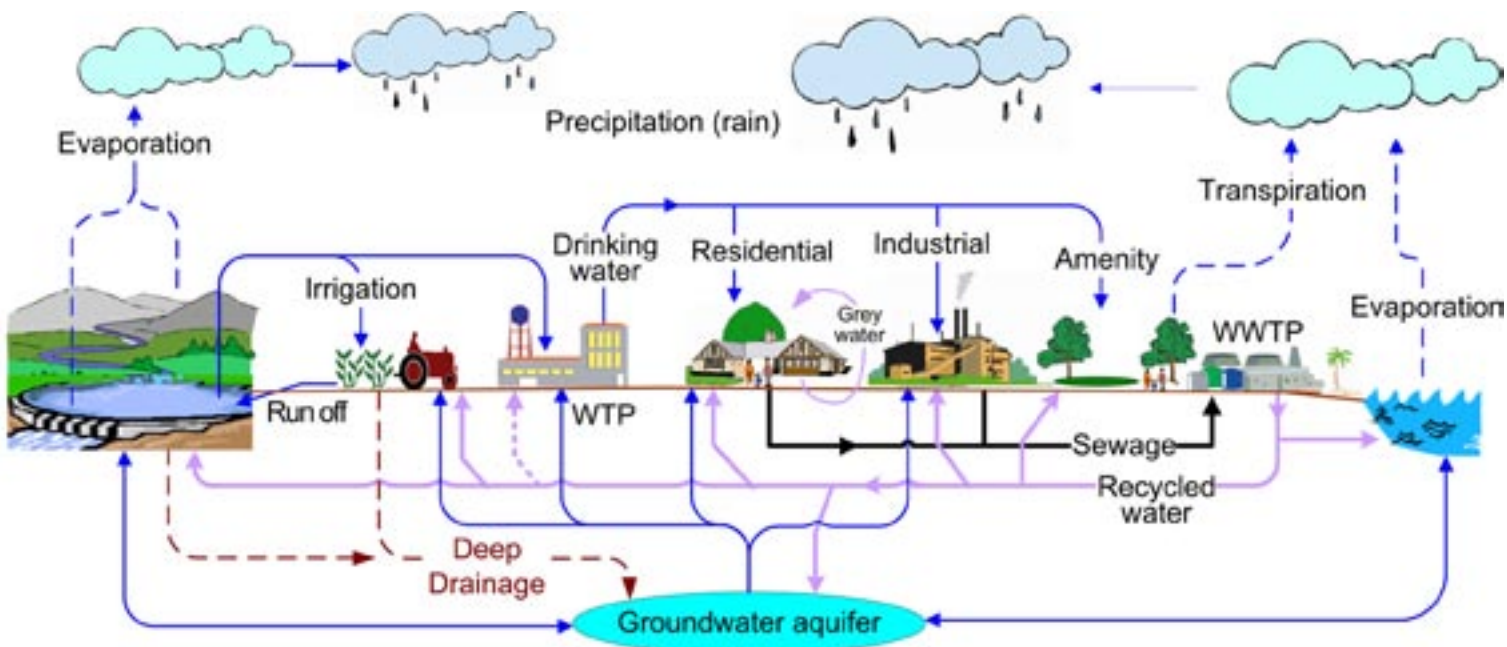 Evaporation
Precipitation (rain)
Transpiration
Drinking
water
Residential
Industrial
Amenity
Irrigation
Evaporation
Grey
water
WWTP
Run off
WTP
Sewage
Recycled
water
Deep
Drainage
Groundwater aquifer